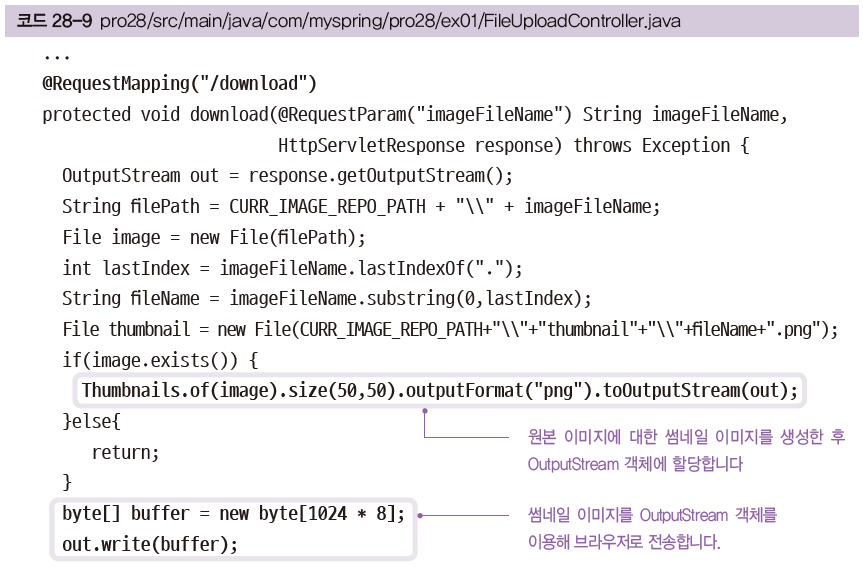 코드 28-9 pro28/src/main/java/com/myspring/pro28/ex01/FileUploadController.java
...
@RequestMapping("/download")
protected void download(@RequestParam("imageFileName") String imageFileName,
HttpServletResponse response) throws Exception {
OutputStream out = response.getOutputStream();
String filePath = CURR_IMAGE_REPO_PATH + "\\" + imageFileName;
File image = new File(filePath);
int lastIndex = imageFileName.lastIndexOf(".");
String fileName = imageFileName.substring(0,lastIndex);
File thumbnail = new File(CURR_IMAGE_REPO_PATH+"\\"+"thumbnail"+"\\"+fileName+".png");
if(image.exists()) {
Thumbnails.of(image).size(50,50).outputFormat("png").toOutputStream(out);
}else{
원본 이미지에 대한 썸네일 이미지를 생성한 후
return;
OutputStream 객체에 할당합니다
}
byte[] buffer = new byte[1024 * 8];
썸네일 이미지를 OutputStream 객체를
out.write(buffer);
이용해 브라우저로 전송합니다.